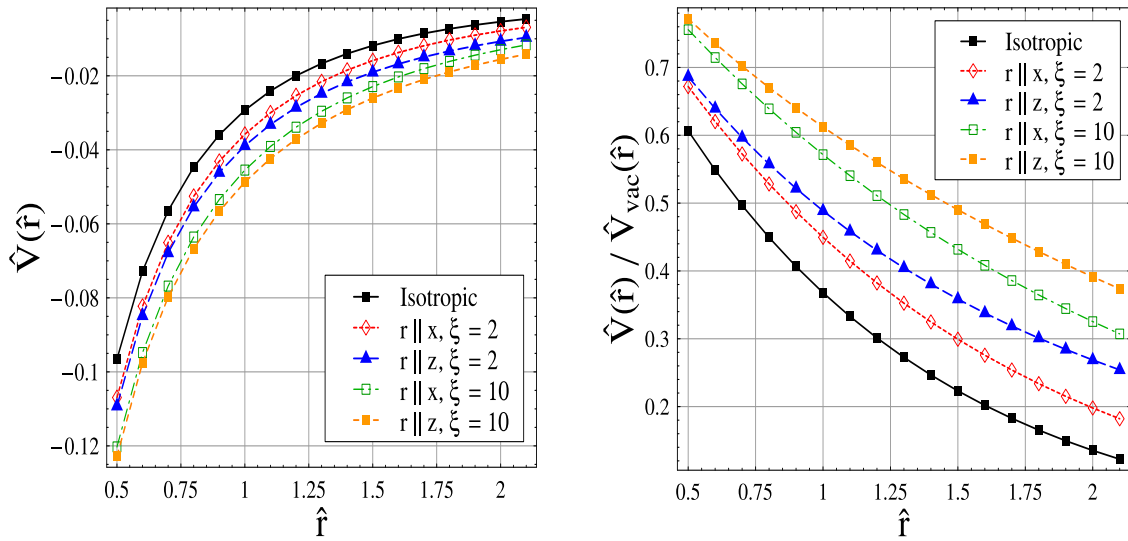 −0.02
−0.04
−0.06
−0.08
−0.1
−0.12
V̂(r̂)
0.5
0.75
1
1.25
1.5
1.75
2
r̂
Isotropic
r || x, ξ = 2
r || z, ξ = 2
r || x, ξ = 10
r || z, ξ = 10
0.7
0.6
0.5
0.4
0.3
0.2
V̂(r̂) / V̂vac(r̂)
0.5
0.75
1
1.25
1.5
1.75
2
r̂
Isotropic
r || x, ξ = 2
r || z, ξ = 2
r || x, ξ = 10
r || z, ξ = 10